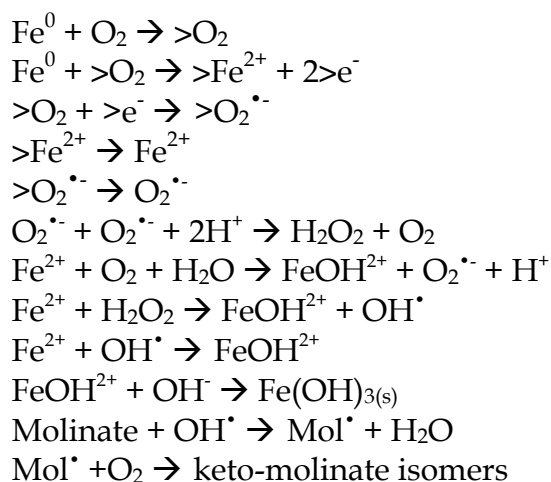 Fe⁰ + O₂ → >O₂
Fe⁰ + >O₂ → >Fe²⁺ + 2>e⁻
>O₂ + >e⁻ → >O₂•⁻
>Fe²⁺ → Fe²⁺
>O₂•⁻ → O₂•⁻
O₂•⁻ + O₂•⁻ + 2H⁺ → H₂O₂ + O₂
Fe²⁺ + O₂ + H₂O → FeOH²⁺ + O₂•⁻ + H⁺
Fe²⁺ + H₂O₂ → FeOH²⁺ + OH•
Fe²⁺ + OH• → FeOH²⁺
FeOH²⁺ + OH⁻ → Fe(OH)₃₍s₎
Molinate + OH• → Mol• + H₂O
Mol• +O₂ → keto-molinate isomers